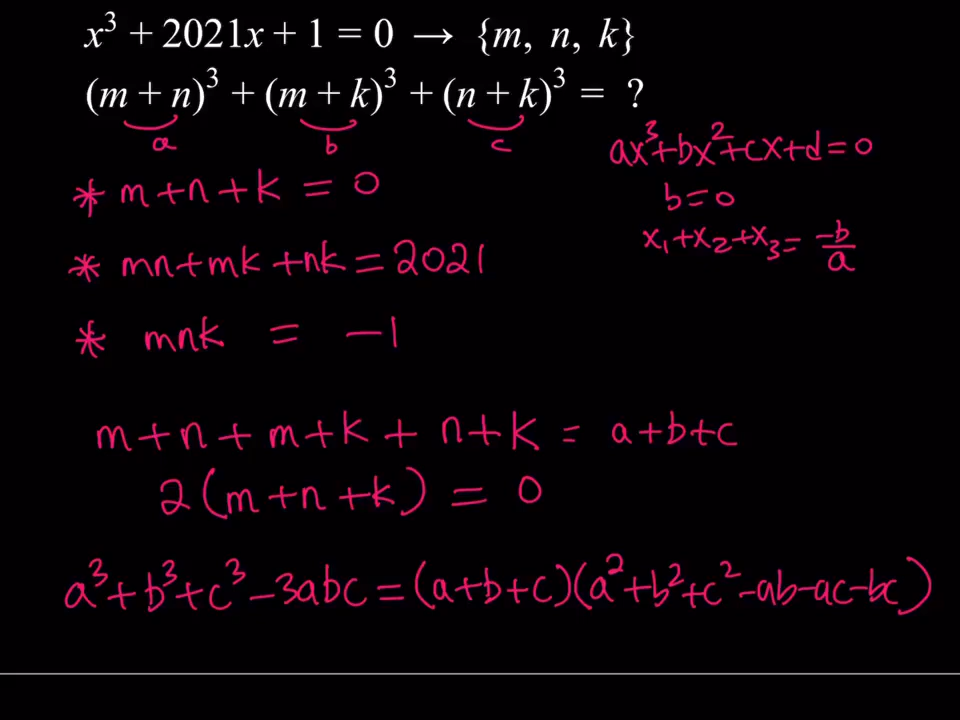 x³ + 2021x + 1 = 0 → {m, n, k}
(m + n)³ + (m + k)³ + (n + k)³ = ?
a b c
ax³+bx²+cx+d=0
* m+n+k = 0
b=0
x₁+x₂+x₃= -b/a
* mn+mk+nk=2021
* mnk = -1
m+n+m+k+n+k = a+b+c
2(m+n+k) = 0
a³+b³+c³-3abc=(a+b+c)(a²+b²+c²-ab-ac-bc)